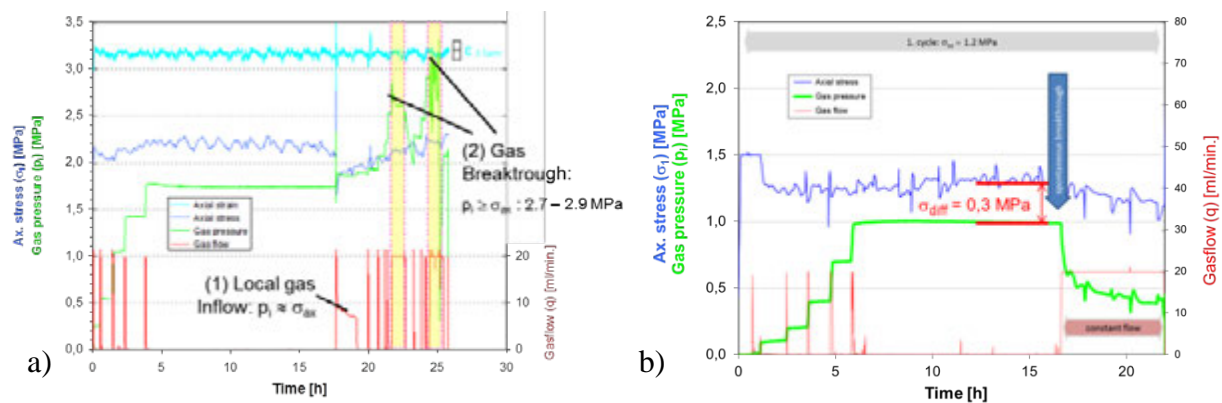 3,5
3,0
2,5
2,0
1,5
1,0
0,5
0,0
Ax. stress (σ₁) [MPa]
Gas pressure (pᵢ) [MPa]
Axial strain
Axial stress
Gas pressure
Gas flow
(2) Gas
Breaktrough:
pᵢ ≥ σax : 2.7 – 2.9 MPa
(1) Local gas
Inflow: pᵢ ≈ σax
20
10
0
Gasflow (q) [ml/min.]
0 5 10 15 20 25 30
Time [h]
a)
2,5
2,0
1,5
1,0
0,5
0,0
Ax. stress (σ₁) [MPa]
Gas pressure (pᵢ) [MPa]
Axial stress
Gas pressure
Gas flow
spontaneous breakthrough
σdiff = 0,3 MPa
constant flow
80
70
60
50
40
30
20
10
0
Gasflow (q) [ml/min.]
0 5 10 15 20
Time [h]
b)
1. cycle: = 1.2 MPa